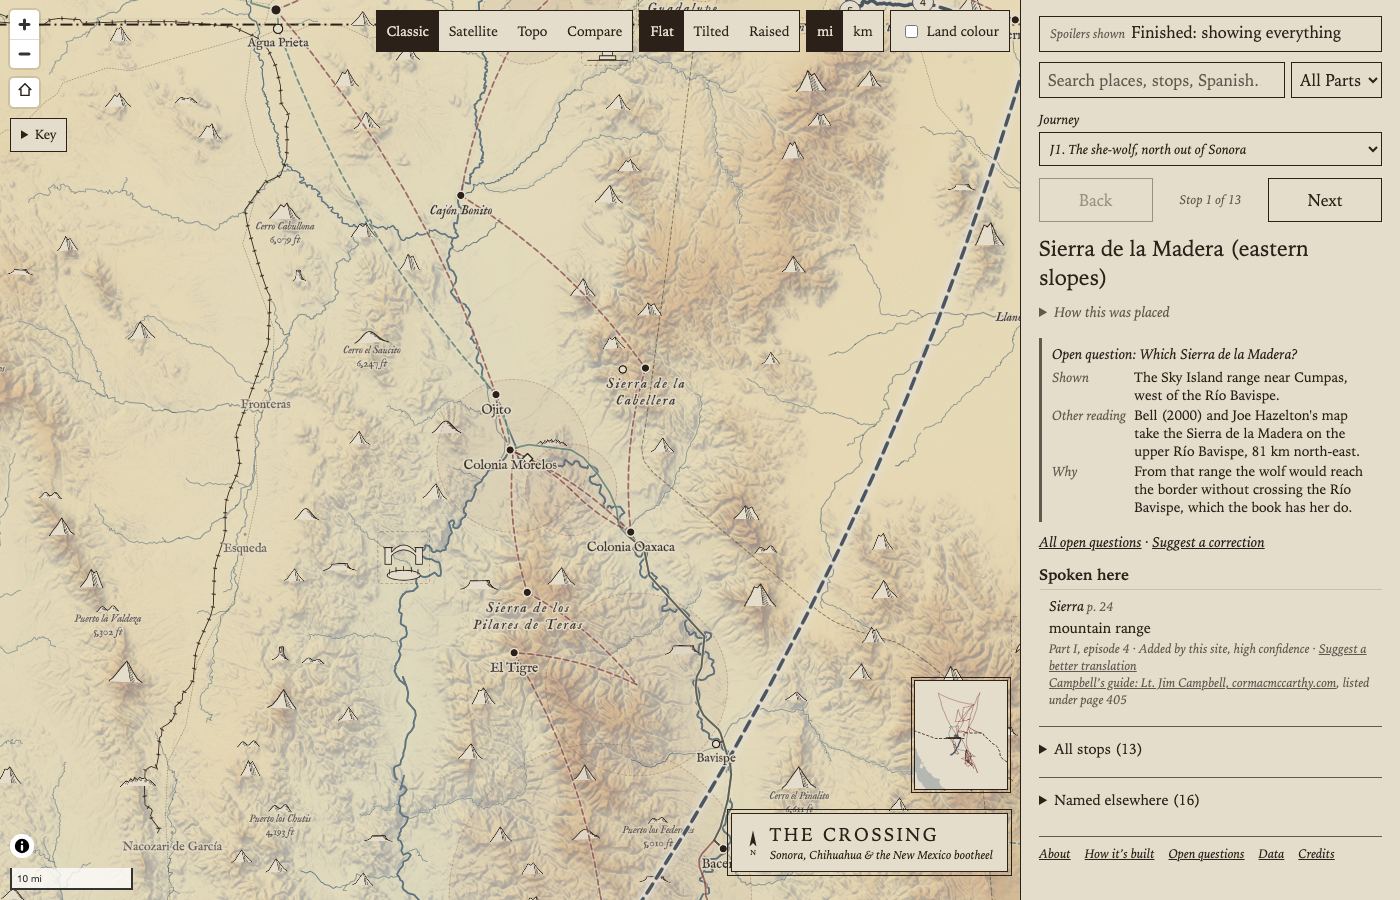 +
−
Key
Agua Prieta
Classic
Satellite
Topo
Compare
Flat
Tilted
Raised
mi
km
Land colour
Guadalupe
4
Cajón Bonito
Cerro Cabullona
6,079 ft
Cerro el Saucito
6,247 ft
Llano
Fronteras
Ojito
Sierra de la
Cabellera
Colonia Morelos
Esqueda
Colonia Oaxaca
Sierra de los
Pilares de Teras
Puerto la Valdeza
5,302 ft
El Tigre
Bavispe
Cerro el Pinalito
Puerto los Chutis
4,193 ft
5,010 ft
Nacozari de García
10 mi
THE CROSSING
N
Sonora, Chihuahua & the New Mexico bootheel
Spoilers shown Finished: showing everything
Search places, stops, Spanish.
All Parts
Journey
J1. The she-wolf, north out of Sonora
Back
Stop 1 of 13
Next
Sierra de la Madera (eastern
slopes)
How this was placed
Open question: Which Sierra de la Madera?
Shown The Sky Island range near Cumpas,
west of the Río Bavispe.
Other reading Bell (2000) and Joe Hazelton's map
take the Sierra de la Madera on the
upper Río Bavispe, 81 km north-east.
Why From that range the wolf would reach
the border without crossing the Río
Bavispe, which the book has her do.
All open questions · Suggest a correction
Spoken here
Sierra p. 24
mountain range
Part I, episode 4 · Added by this site, high confidence · Suggest a
better translation
Campbell's guide: Lt. Jim Campbell, cormacmccarthy.com, listed
under page 405
All stops (13)
Named elsewhere (16)
About How it's built Open questions Data Credits